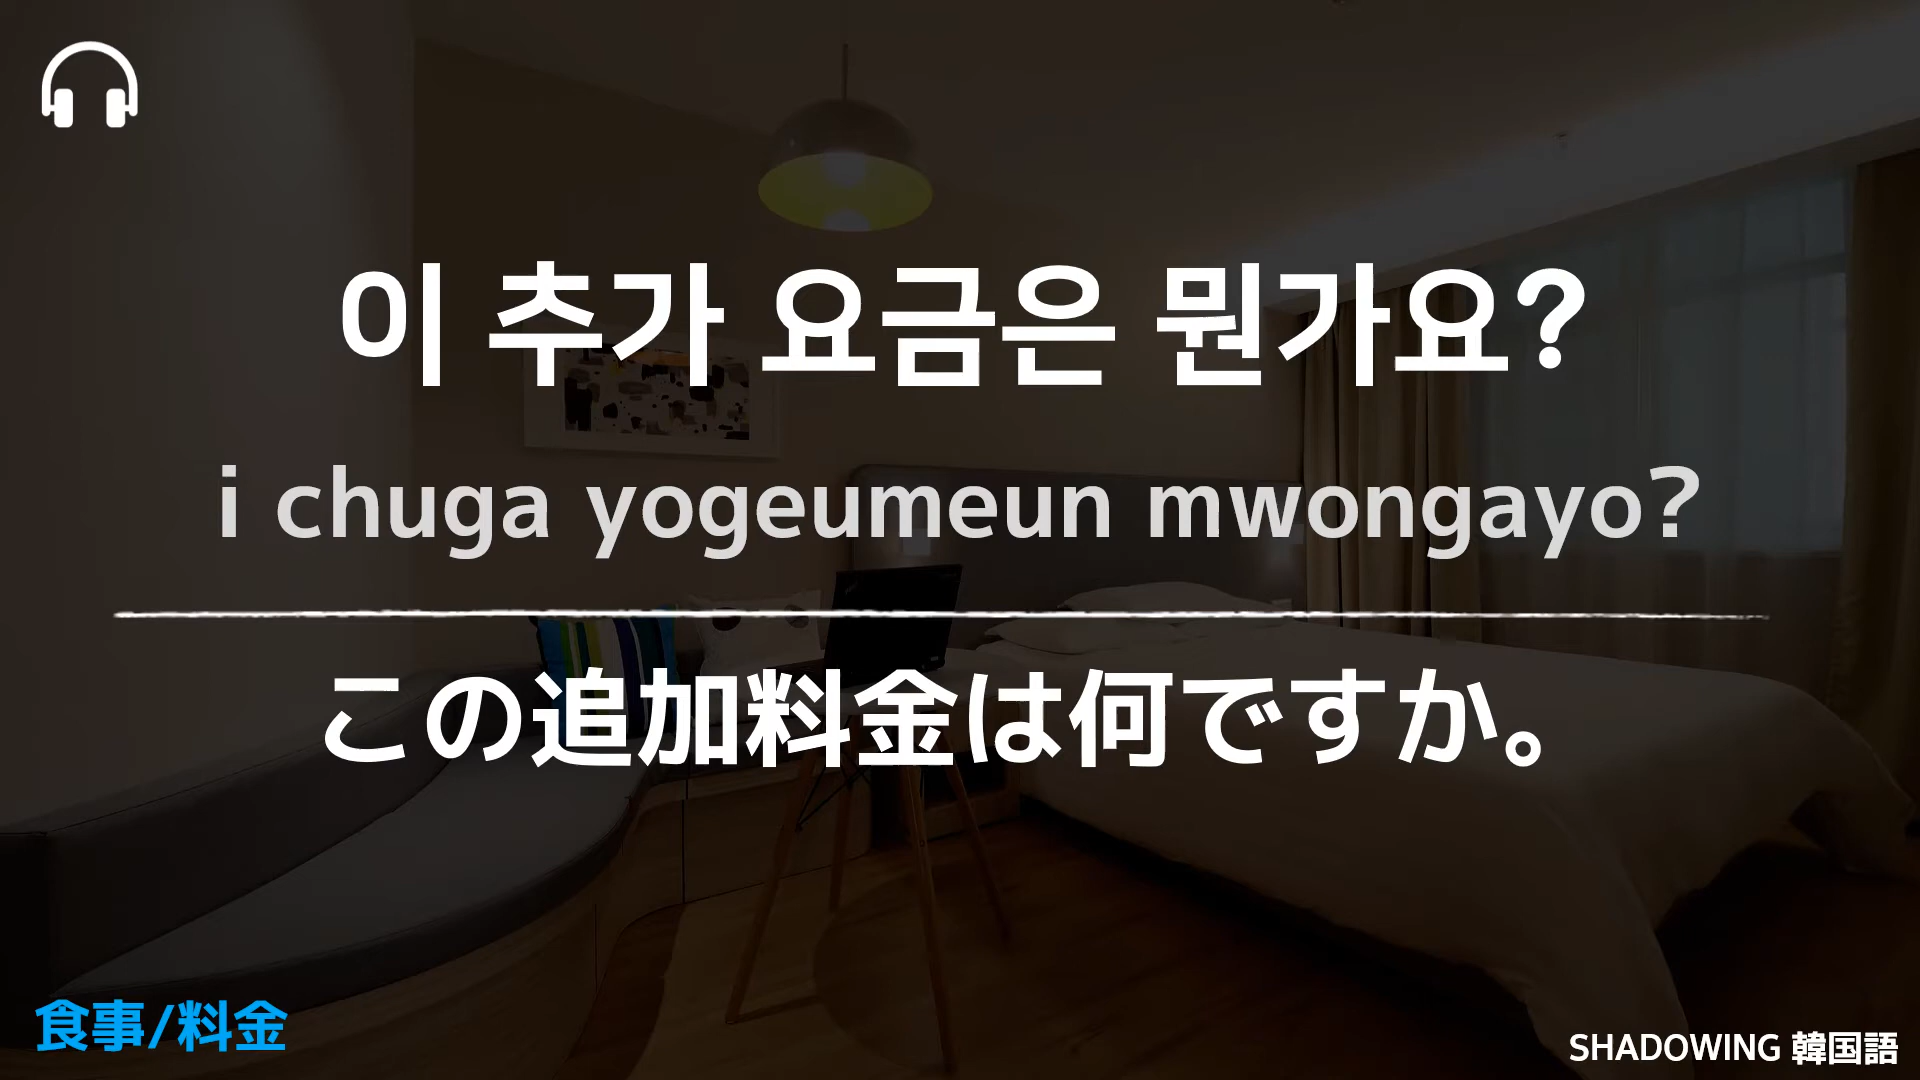 이 추가 요금은 뭔가요?
i chuga yogeumeun mwongayo?
この追加料金は何ですか。
食事/料金
SHADOWING 韓国語